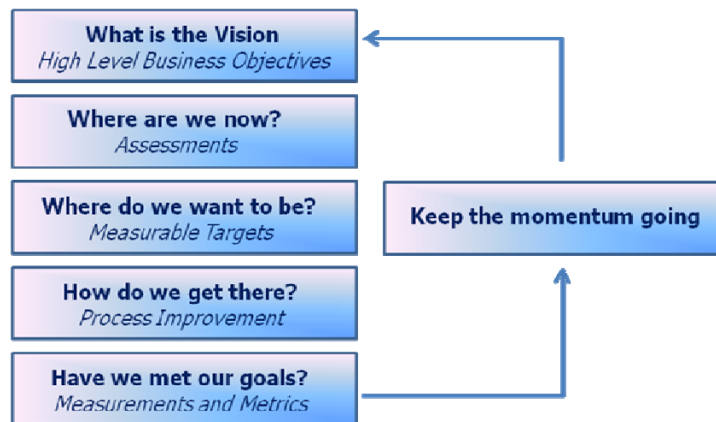 What is the Vision
High Level Business Objectives
Where are we now?
Assessments
Where do we want to be?
Measurable Targets
How do we get there?
Process Improvement
Have we met our goals?
Measurements and Metrics
Keep the momentum going